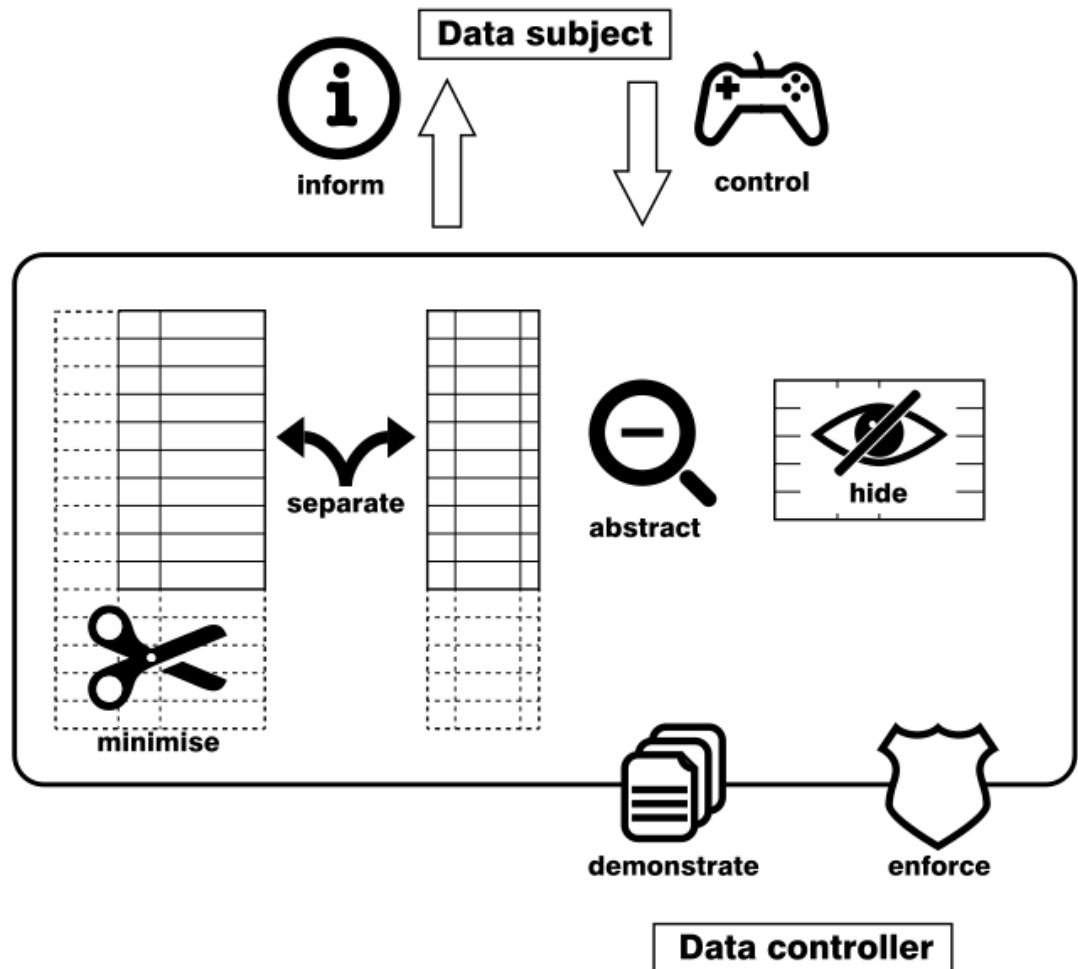 Data subject
inform
control
separate
abstract
hide
minimise
demonstrate
enforce
Data controller